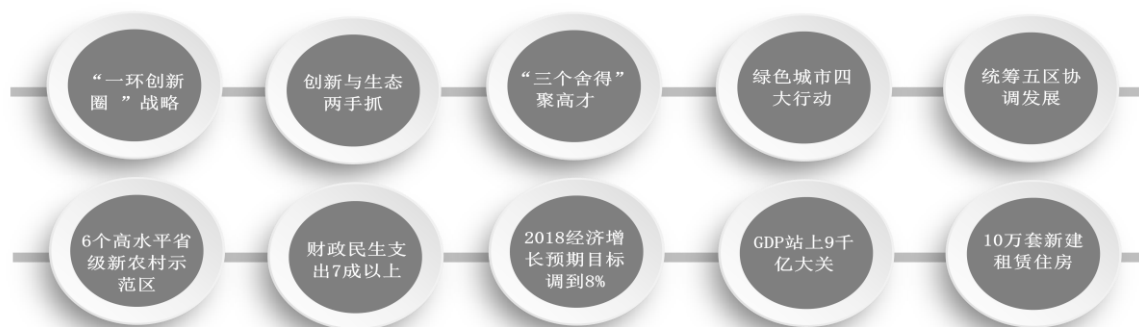 “一环创新
圈 ”战略
创新与生态
两手抓
“三个舍得”
聚高才
绿色城市四
大行动
统筹五区协
调发展
6个高水平省
级新农村示
范区
财政民生支
出7成以上
2018经济增
长预期目标
调到8%
GDP站上9千
亿大关
10万套新建
租赁住房